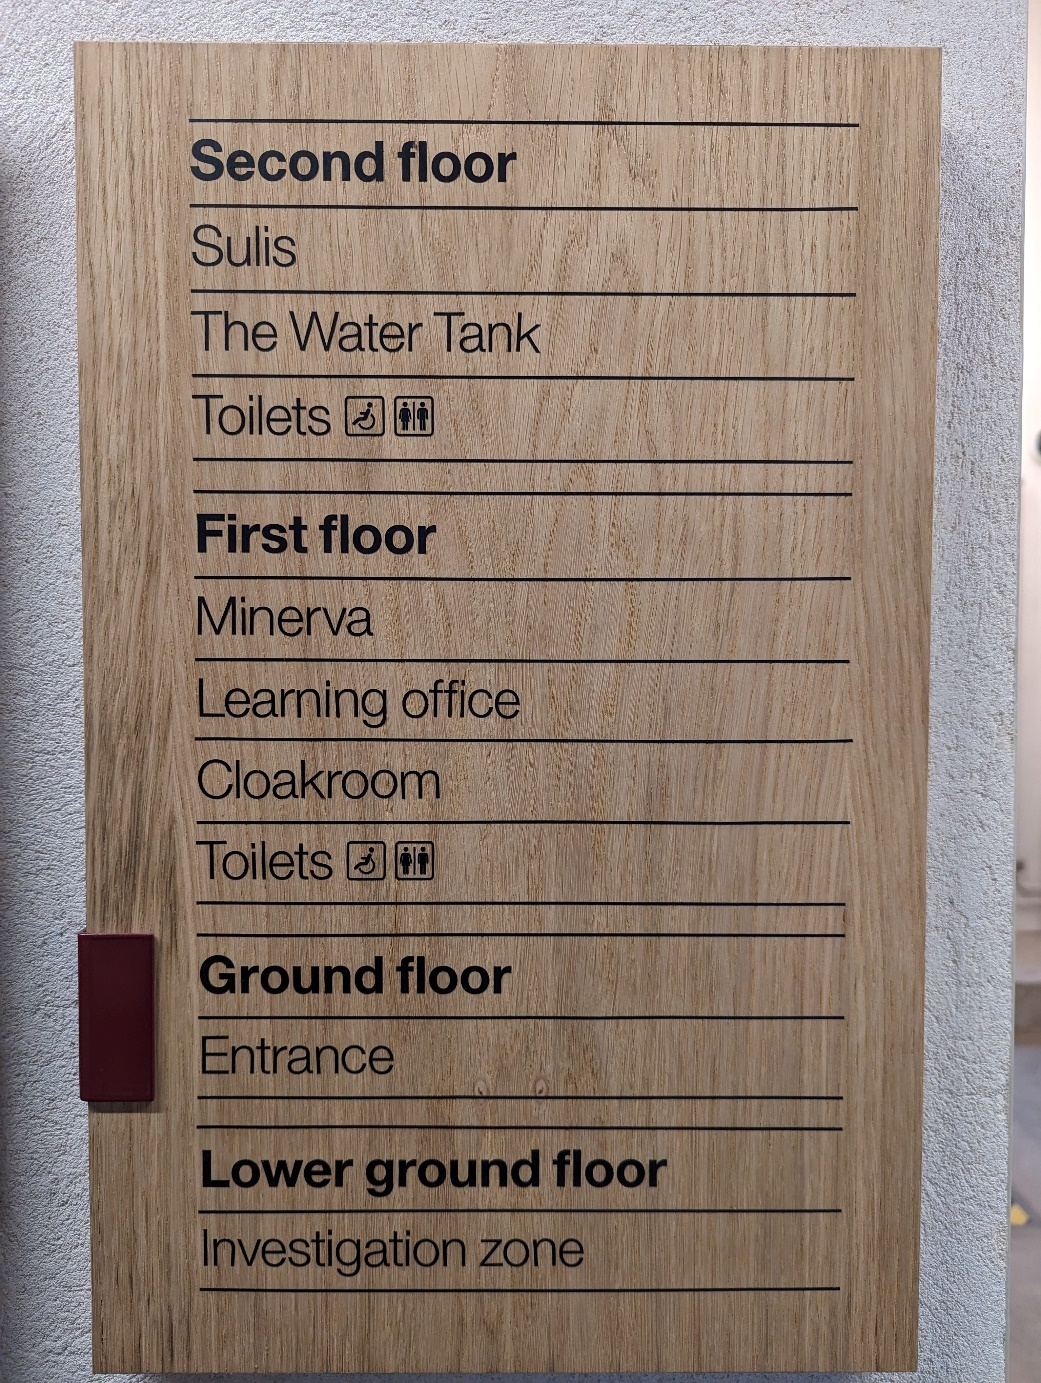 Second floor
Sulis
The Water Tank
Toilets
First floor
Minerva
Learning office
Cloakroom
Toilets
Ground floor
Entrance
Lower ground floor
Investigation zone